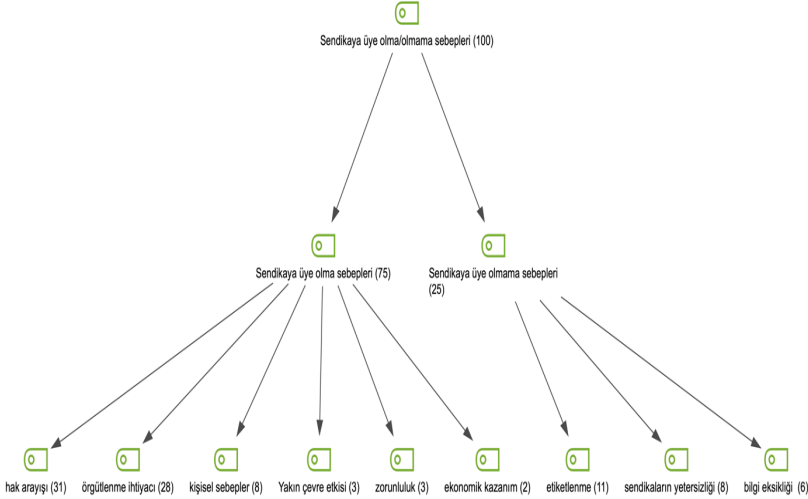 Sendikaya üye olma/olmama sebepleri (100)
Sendikaya üye olma sebepleri (75)
Sendikaya üye olmama sebepleri
(25)
hak arayışı (31)
örgütlenme ihtiyacı (28)
kişisel sebepler (8)
Yakın çevre etkisi (3)
zorunluluk (3)
ekonomik kazanım (2)
etiketlenme (11)
sendikaların yetersizliği (8)
bilgi eksikliği (6)